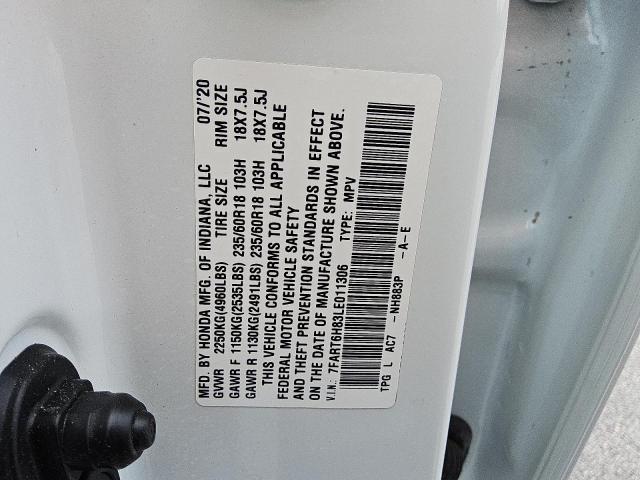 MFD. BY HONDA MFG. OF INDIANA, LLC 07/'20
GVWR 2250KG(4960LBS) TIRE SIZE RIM SIZE
GAWR F 1150KG(2535LBS) 235/60R18 103H 18X7.5J
GAWR R 1130KG(2491LBS) 235/60R18 103H 18X7.5J
THIS VEHICLE CONFORMS TO ALL APPLICABLE
FEDERAL MOTOR VEHICLE SAFETY
AND THEFT PREVENTION STANDARDS IN EFFECT
ON THE DATE OF MANUFACTURE SHOWN ABOVE.
V.I.N.: 7FART6H83LE011306 TYPE: MPV
TPG L AC7 -NH883P -A-E